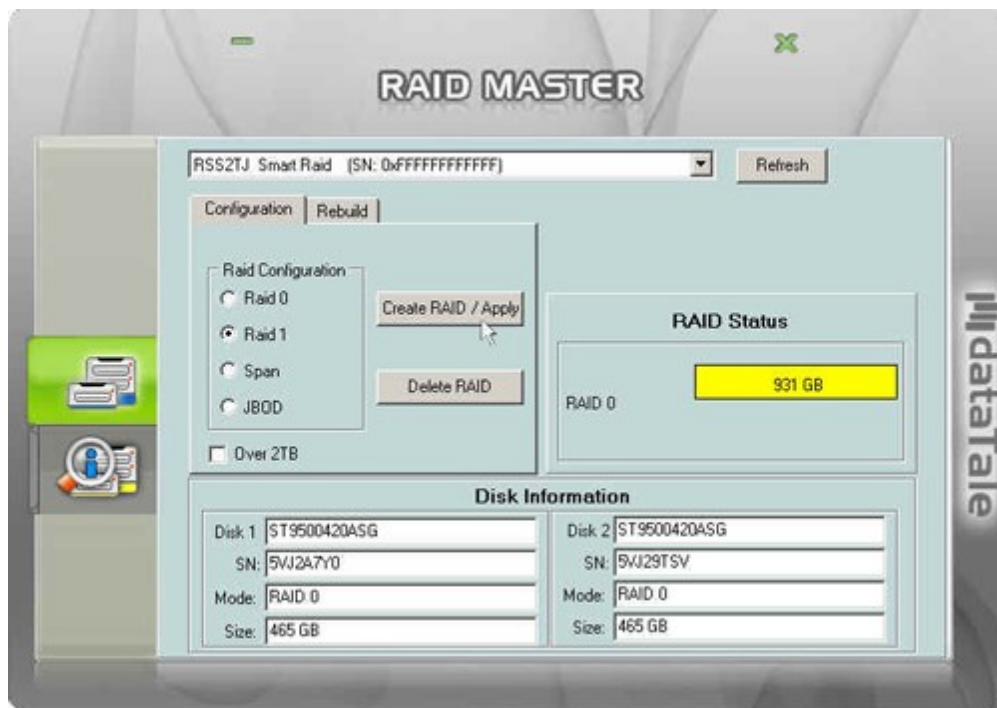 RAID MASTER
RSS2TJ Smart Raid (SN: 0xFFFFFFFFFFFF)
Refresh
Configuration
Rebuild
Raid Configuration
Raid 0
Raid 1
Span
JBOD
Over 2TB
Create RAID / Apply
Delete RAID
RAID Status
RAID 0
931 GB
Disk Information
Disk 1 ST9500420ASG
SN: 5VJ2A7Y0
Mode: RAID 0
Size: 465 GB
Disk 2 ST9500420ASG
SN: 5VJ29TSV
Mode: RAID 0
Size: 465 GB
dataTale